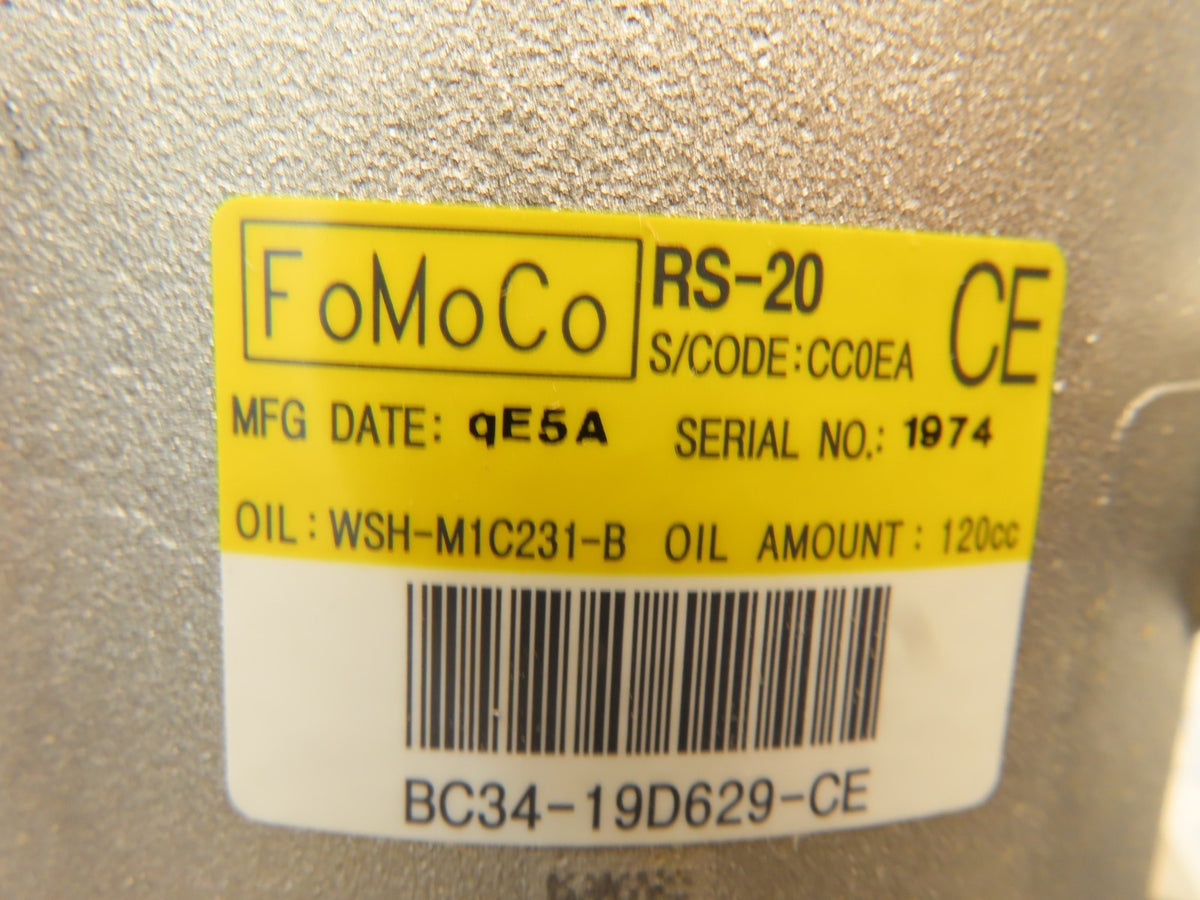 FoMoCo RS-20 CE
S/CODE:CC0EA
MFG DATE: qE5A SERIAL NO.: 1974
OIL: WSH-M1C231-B OIL AMOUNT: 120cc
BC34-19D629-CE